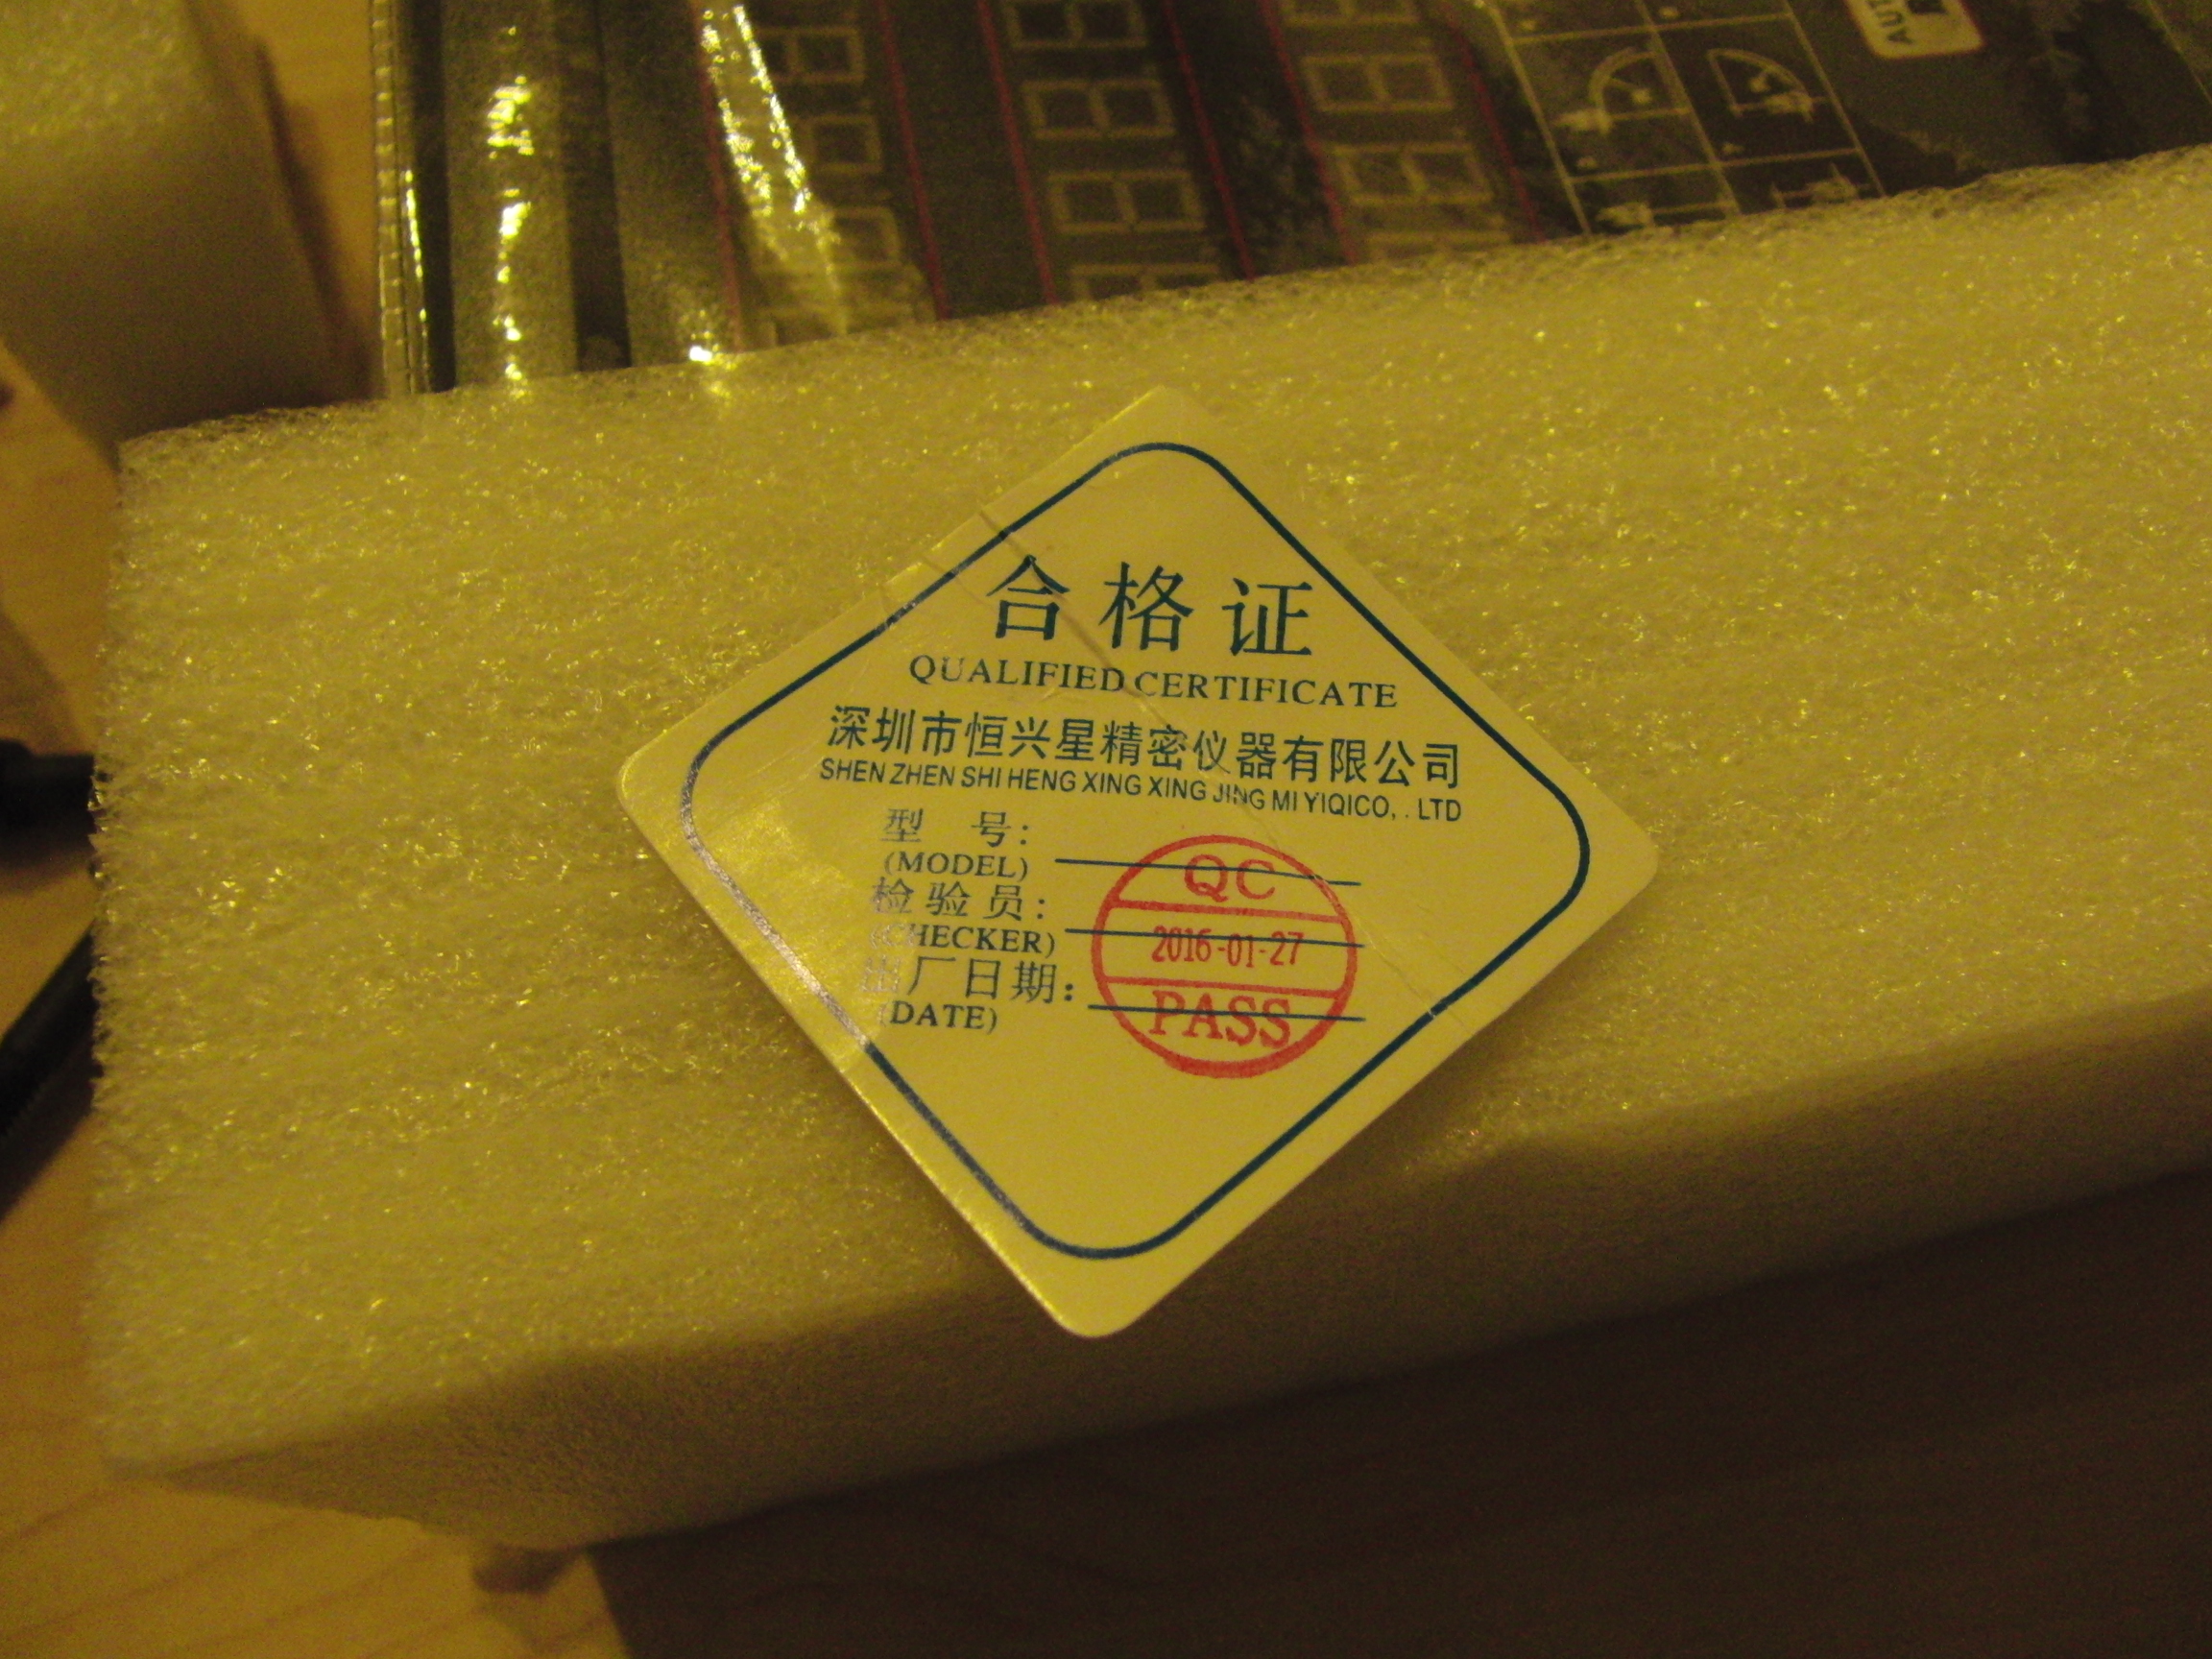 AUT
合格证
QUALIFIED CERTIFICATE
深圳市恒兴星精密仪器有限公司
SHEN ZHEN SHI HENG XING XING JING MI YIQICO, . LTD
型 号:
(MODEL)
检验员:
(CHECKER)
出厂日期:
(DATE)
QC
2016-01-27
PASS